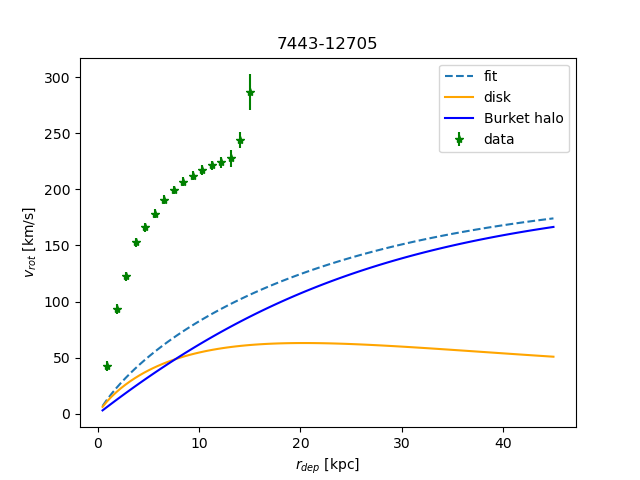 7443-12705
300
250
200
150
100
50
0
v_rot [km/s]
0 10 20 30 40
r_dep [kpc]
fit
disk
Burket halo
data